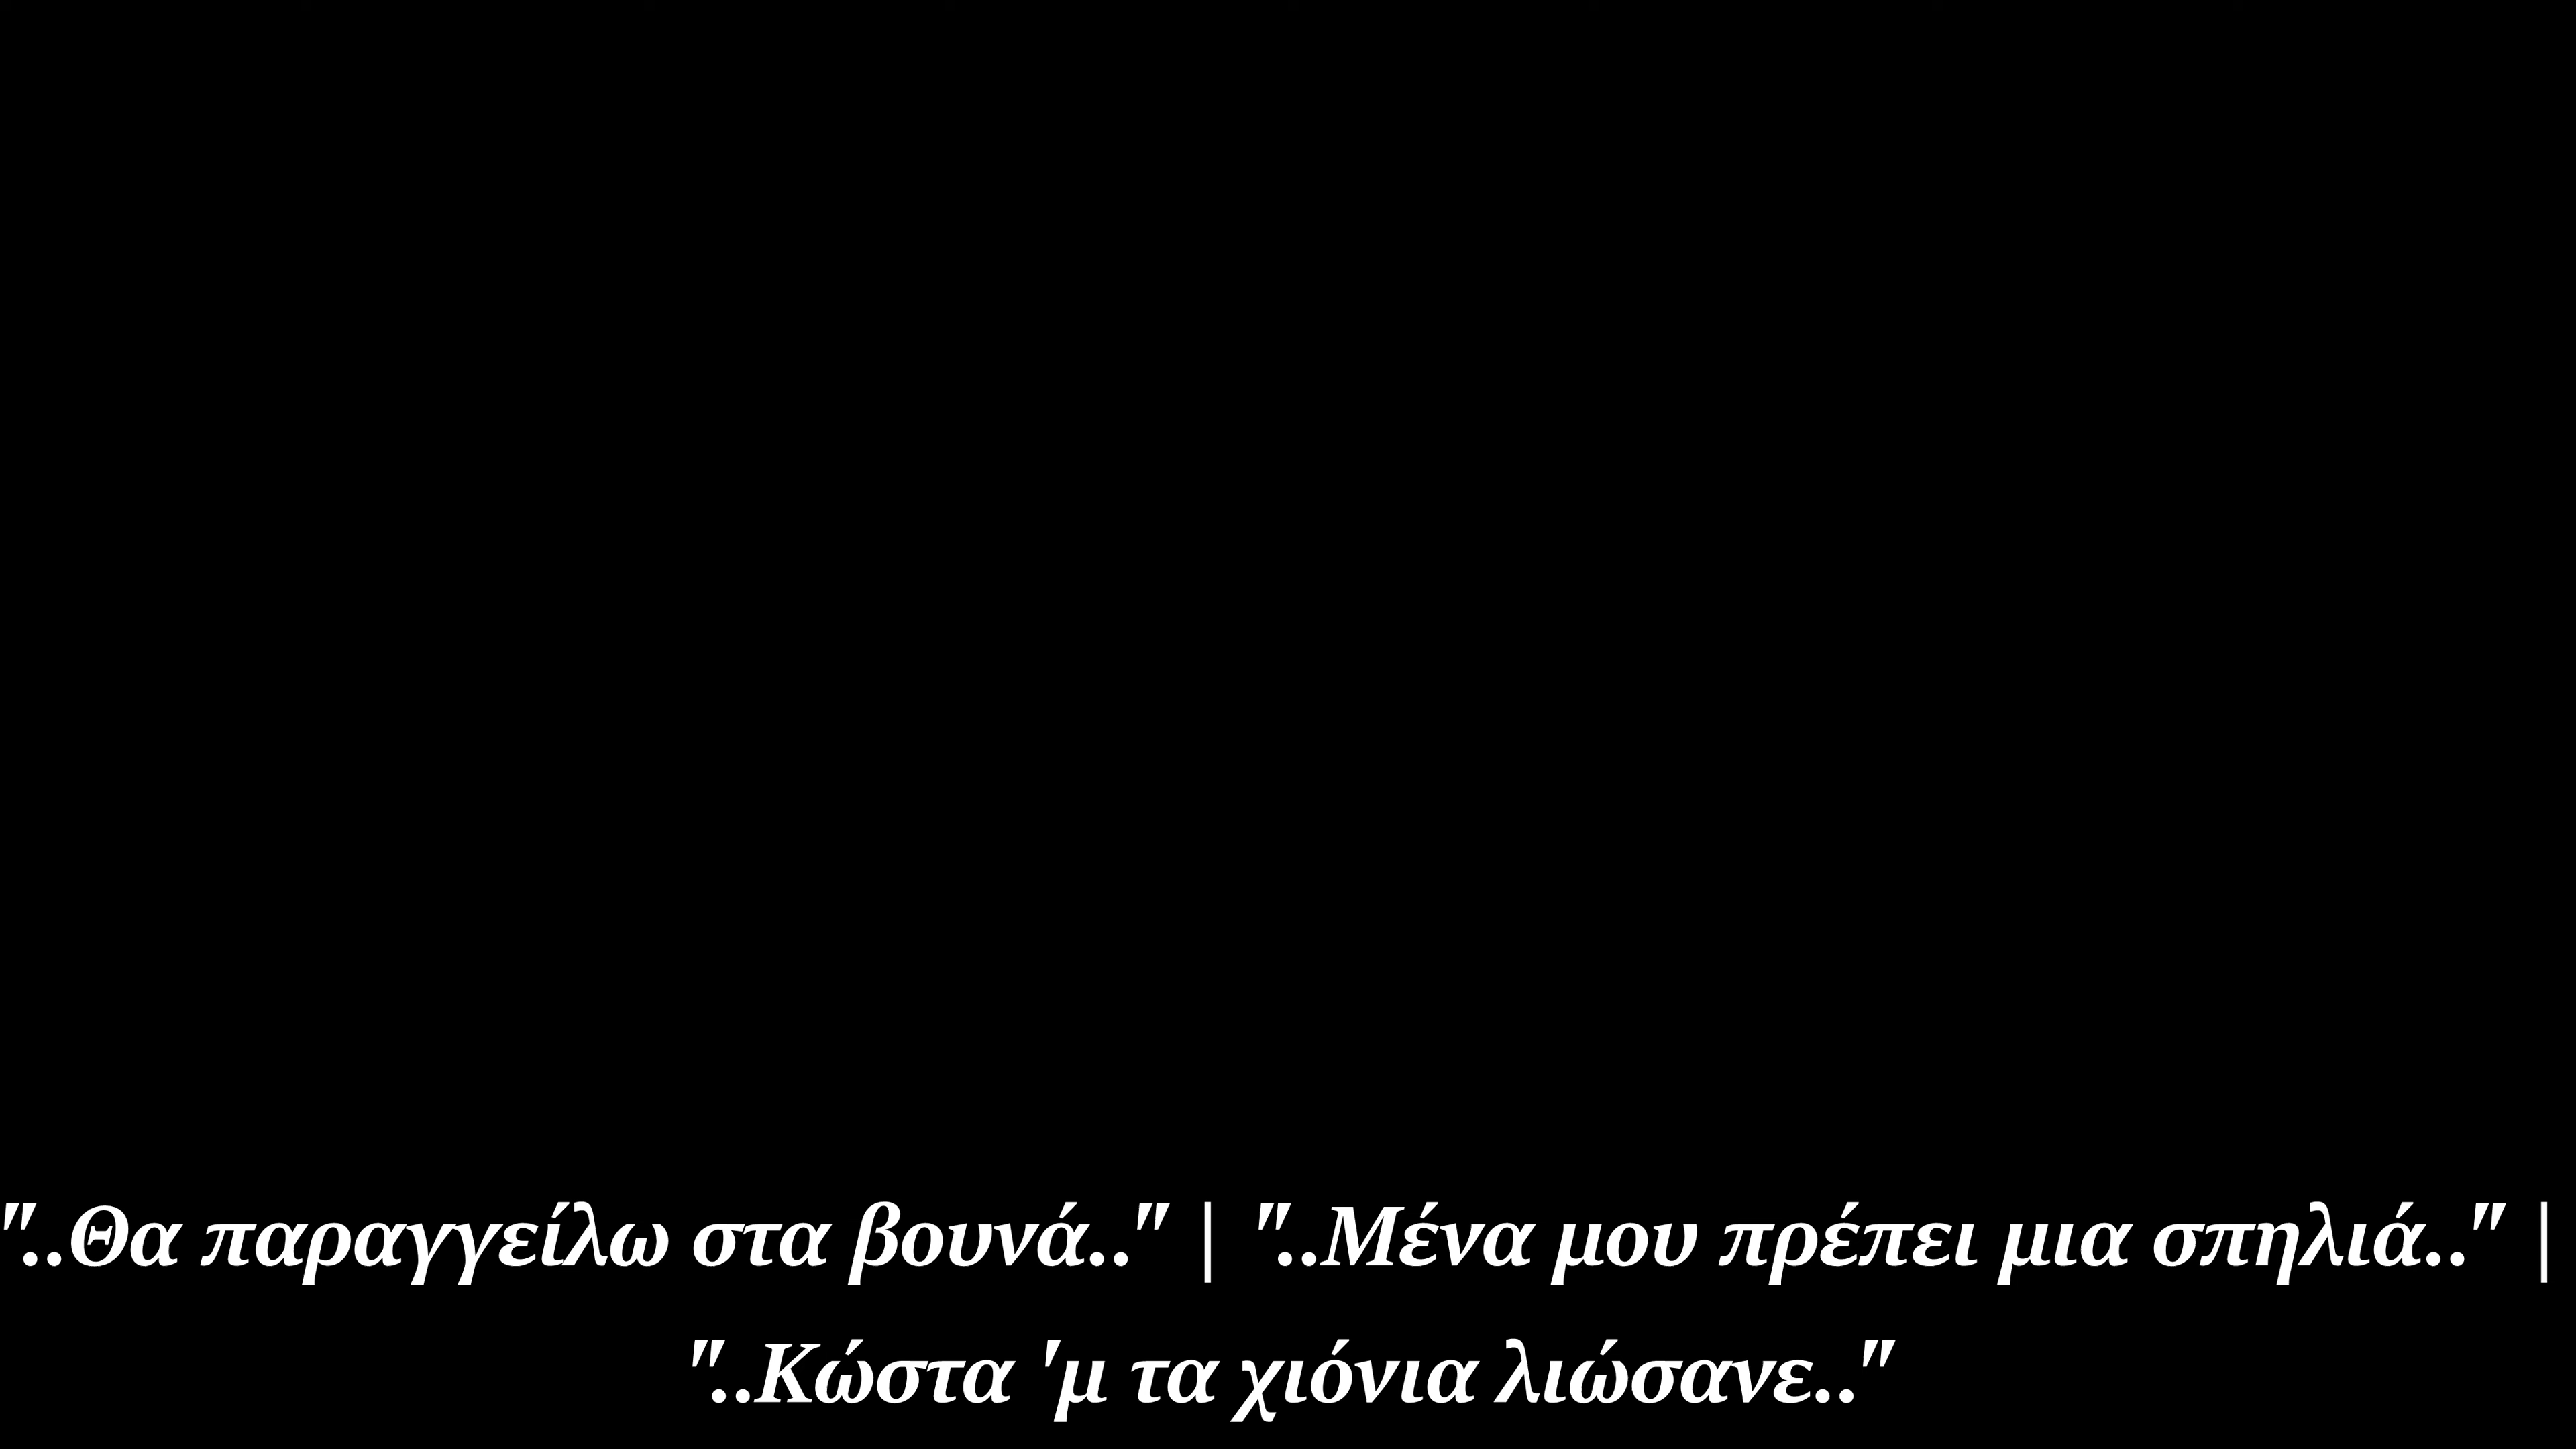 "..Θα παραγγείλω στα βουνά.." | "..Μένα μου πρέπει μια σπηλιά.." |
"..Κώστα 'μ τα χιόνια λιώσανε.."